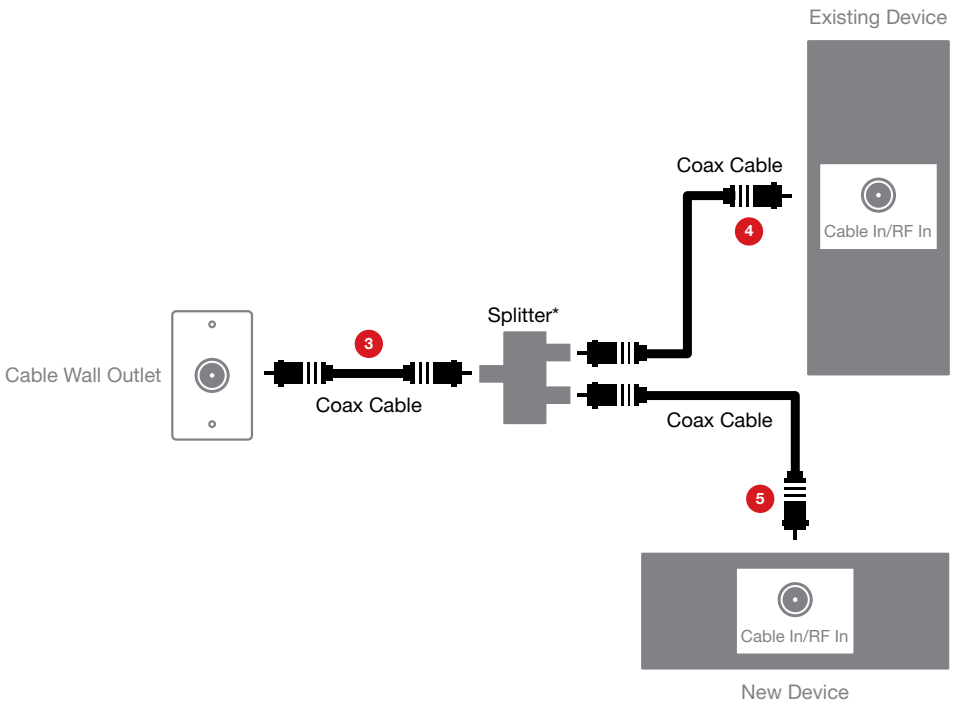 Existing Device
Coax Cable
Cable In/RF In
4
Splitter*
3
Cable Wall Outlet
Coax Cable
Coax Cable
5
Cable In/RF In
New Device